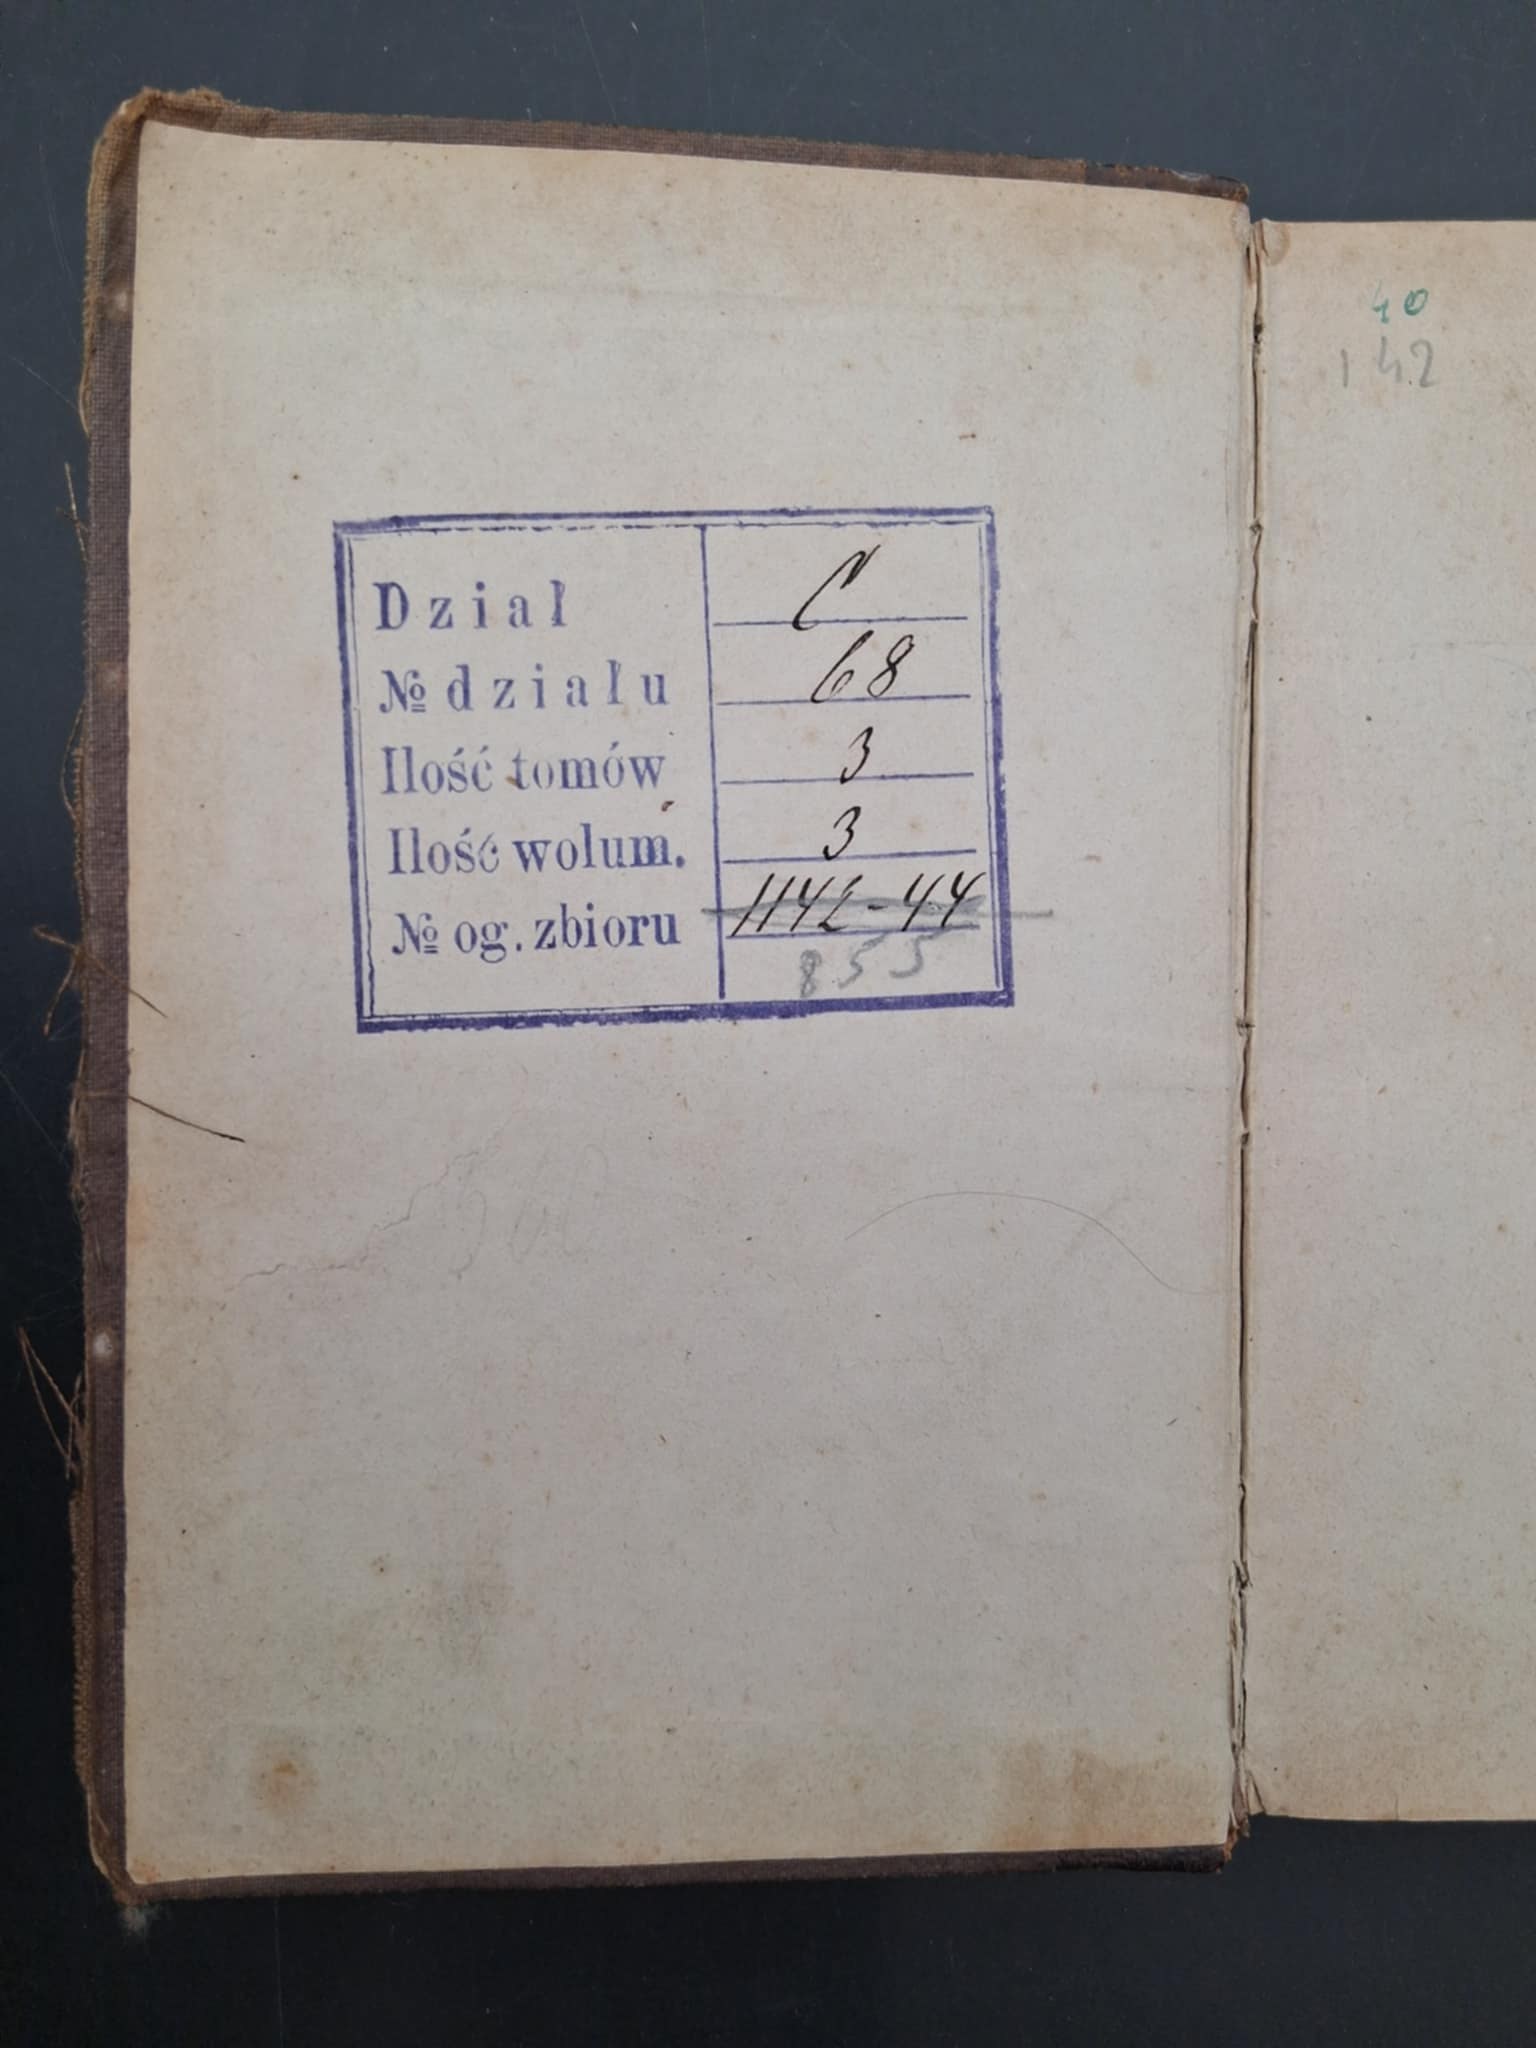 Dział C
№ działu 68
Ilość tomów 3
Ilość wolum. 3
№ og. zbioru 1142-44
855
40
142